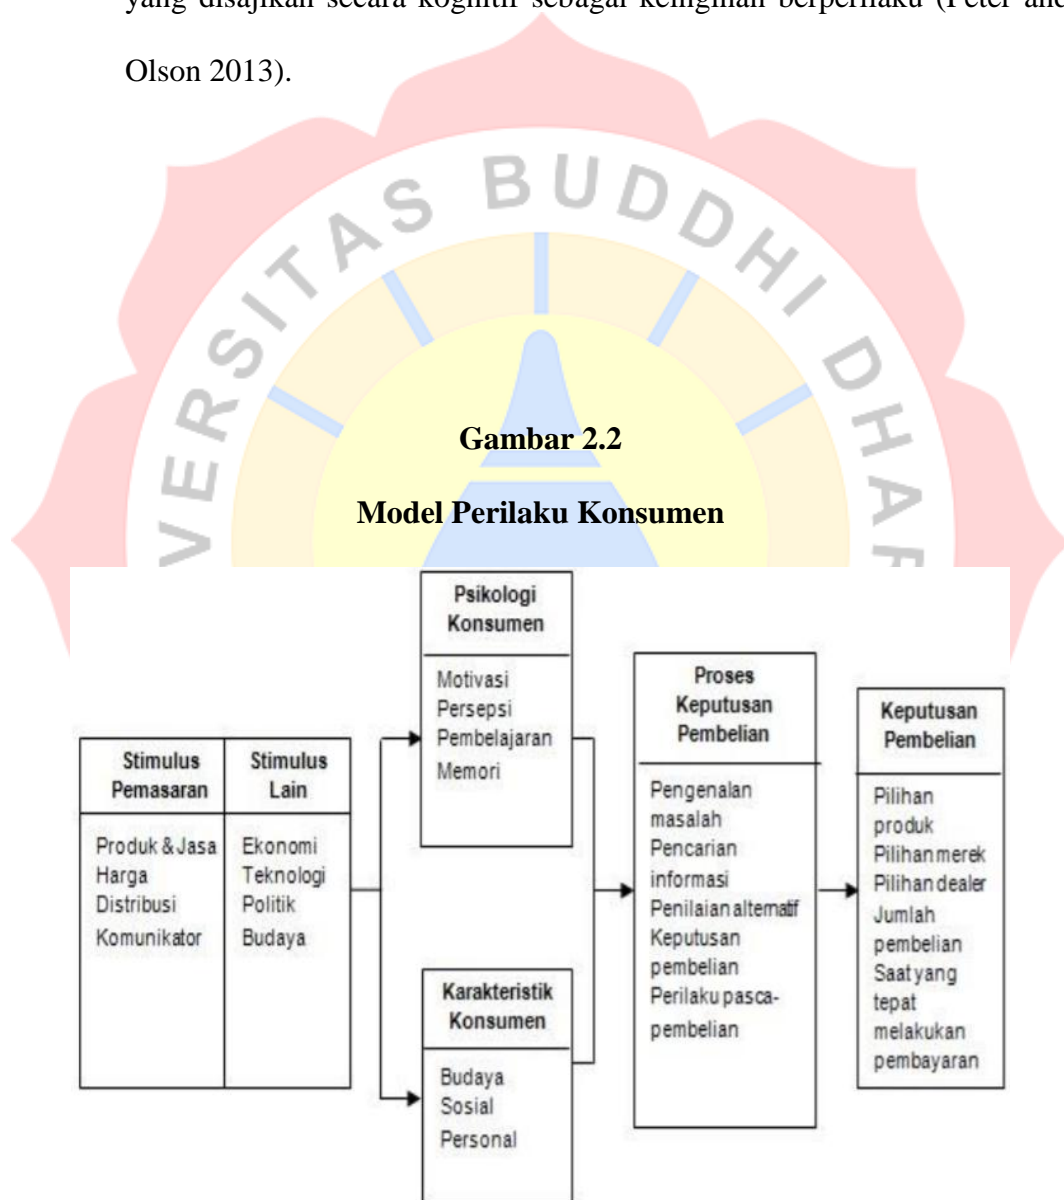 yang disajikan secara kognitif sebagai keinginan berperilaku (Peter and
Olson 2013).
VERSITAS BUDDHI DHAR
Gambar 2.2
Model Perilaku Konsumen
Stimulus
Pemasaran
Produk & Jasa
Harga
Distribusi
Komunikator
Stimulus
Lain
Ekonomi
Teknologi
Politik
Budaya
Psikologi
Konsumen
Motivasi
Persepsi
Pembelajaran
Memori
Karakteristik
Konsumen
Budaya
Sosial
Personal
Proses
Keputusan
Pembelian
Pengenalan
masalah
Pencarian
informasi
Penilaian alternatif
Keputusan
pembelian
Perilaku pasca-
pembelian
Keputusan
Pembelian
Pilihan
produk
Pilihan merek
Pilihan dealer
Jumlah
pembelian
Saat yang
tepat
melakukan
pembayaran